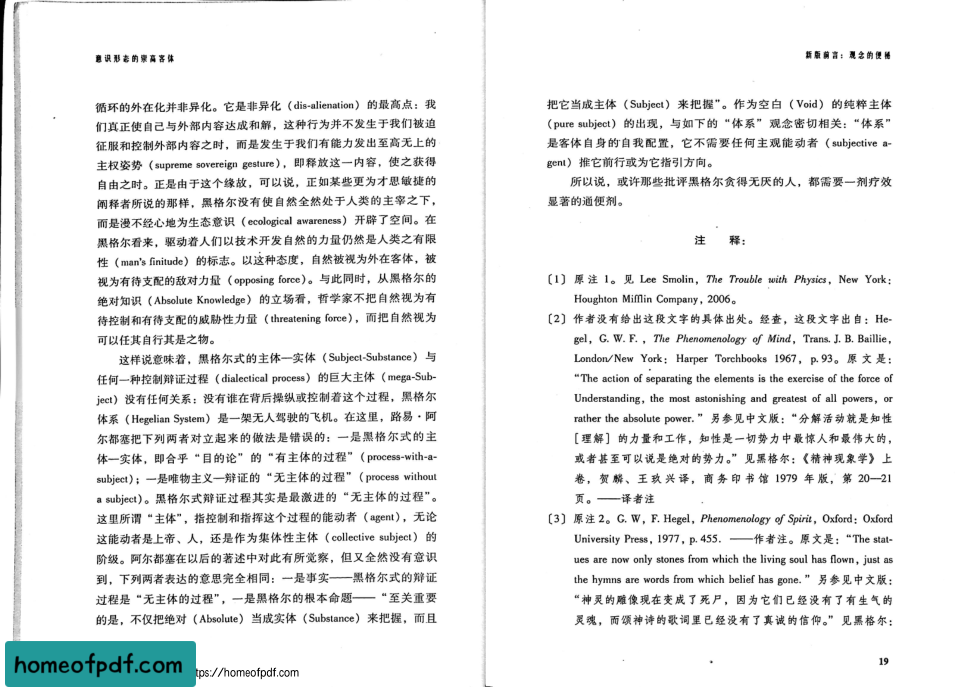 意识形态的崇高客体
循环的外在化并非异化。它是非异化（dis-alienation）的最高点：我
们真正使自己与外部内容达成和解，这种行为并不发生于我们被迫
征服和控制外部内容之时，而是发生于我们有能力发出至高无上的
主权姿势（supreme sovereign gesture），即释放这一内容，使之获得
自由之时。正是由于这个缘故，可以说，正如某些更为才思敏捷的
阐释者所说的那样，黑格尔没有使自然全然处于人类的主宰之下，
而是漫不经心地为生态意识（ecological awareness）开辟了空间。在
黑格尔看来，驱动着人们以技术开发自然的力量仍然是人类之有限
性（man's finitude）的标志。以这种态度，自然被视为外在客体，被
视为有待支配的敌对力量（opposing force）。与此同时，从黑格尔的
绝对知识（Absolute Knowledge）的立场看，哲学家不把自然视为有
待控制和有待支配的威胁性力量（threatening force），而把自然视为
可以任其自行其是之物。
这样说意味着，黑格尔式的主体—实体（Subject-Substance）与
任何一种控制辩证过程（dialectical process）的巨大主体（mega-Sub-
ject）没有任何关系：没有谁在背后操纵或控制着这个过程，黑格尔
体系（Hegelian System）是一架无人驾驶的飞机。在这里，路易·阿
尔都塞把下列两者对立起来的做法是错误的：一是黑格尔式的主
体—实体，即合乎“目的论”的“有主体的过程”（process-with-a-
subject）；一是唯物主义—辩证的“无主体的过程”（process without
a subject）。黑格尔式辩证过程其实是最激进的“无主体的过程”。
这里所谓“主体”，指控制和指挥这个过程的能动者（agent），无论
这能动者是上帝、人，还是作为集体性主体（collective subject）的
阶级。阿尔都塞在以后的著述中对此有所觉察，但又全然没有意识
到，下列两者表达的意思完全相同：一是事实——黑格尔式的辩证
过程是“无主体的过程”，一是黑格尔的根本命题——“至关重要
的是，不仅把绝对（Absolute）当成实体（Substance）来把握，而且
homeofpdf.com
tps://homeofpdf.com
新版前言：观念的便秘
把它当成主体（Subject）来把握”。作为空白（Void）的纯粹主体
（pure subject）的出现，与如下的“体系”观念密切相关：“体系”
是客体自身的自我配置，它不需要任何主观能动者（subjective a-
gent）推它前行或为它指引方向。
所以说，或许那些批评黑格尔贪得无厌的人，都需要一剂疗效
显著的通便剂。
注 释：
〔1〕原注 1。见 Lee Smolin，The Trouble with Physics，New York：
Houghton Mifflin Company，2006。
〔2〕作者没有给出这段文字的具体出处。经查，这段文字出自：He-
gel，G. W. F.，The Phenomenology of Mind，Trans. J. B. Baillie，
London/New York：Harper Torchbooks 1967，p. 93。原文是：
“The action of separating the elements is the exercise of the force of
Understanding, the most astonishing and greatest of all powers, or
rather the absolute power.”另参见中文版：“分解活动就是知性
［理解］的力量和工作，知性是一切势力中最惊人和最伟大的，
或者甚至可以说是绝对的势力。”见黑格尔：《精神现象学》上
卷，贺麟、王玖兴译，商务印书馆 1979 年版，第 20—21
页。——译者注
〔3〕原注 2。G. W，F. Hegel，Phenomenology of Spirit，Oxford：Oxford
University Press，1977，p. 455. ——作者注。原文是：“The stat-
ues are now only stones from which the living soul has flown, just as
the hymns are words from which belief has gone.”另参见中文版：
“神灵的雕像现在变成了死尸，因为它们已经没有了有生气的
灵魂，而颂神诗的歌词里已经没有了真诚的信仰。”见黑格尔：
19